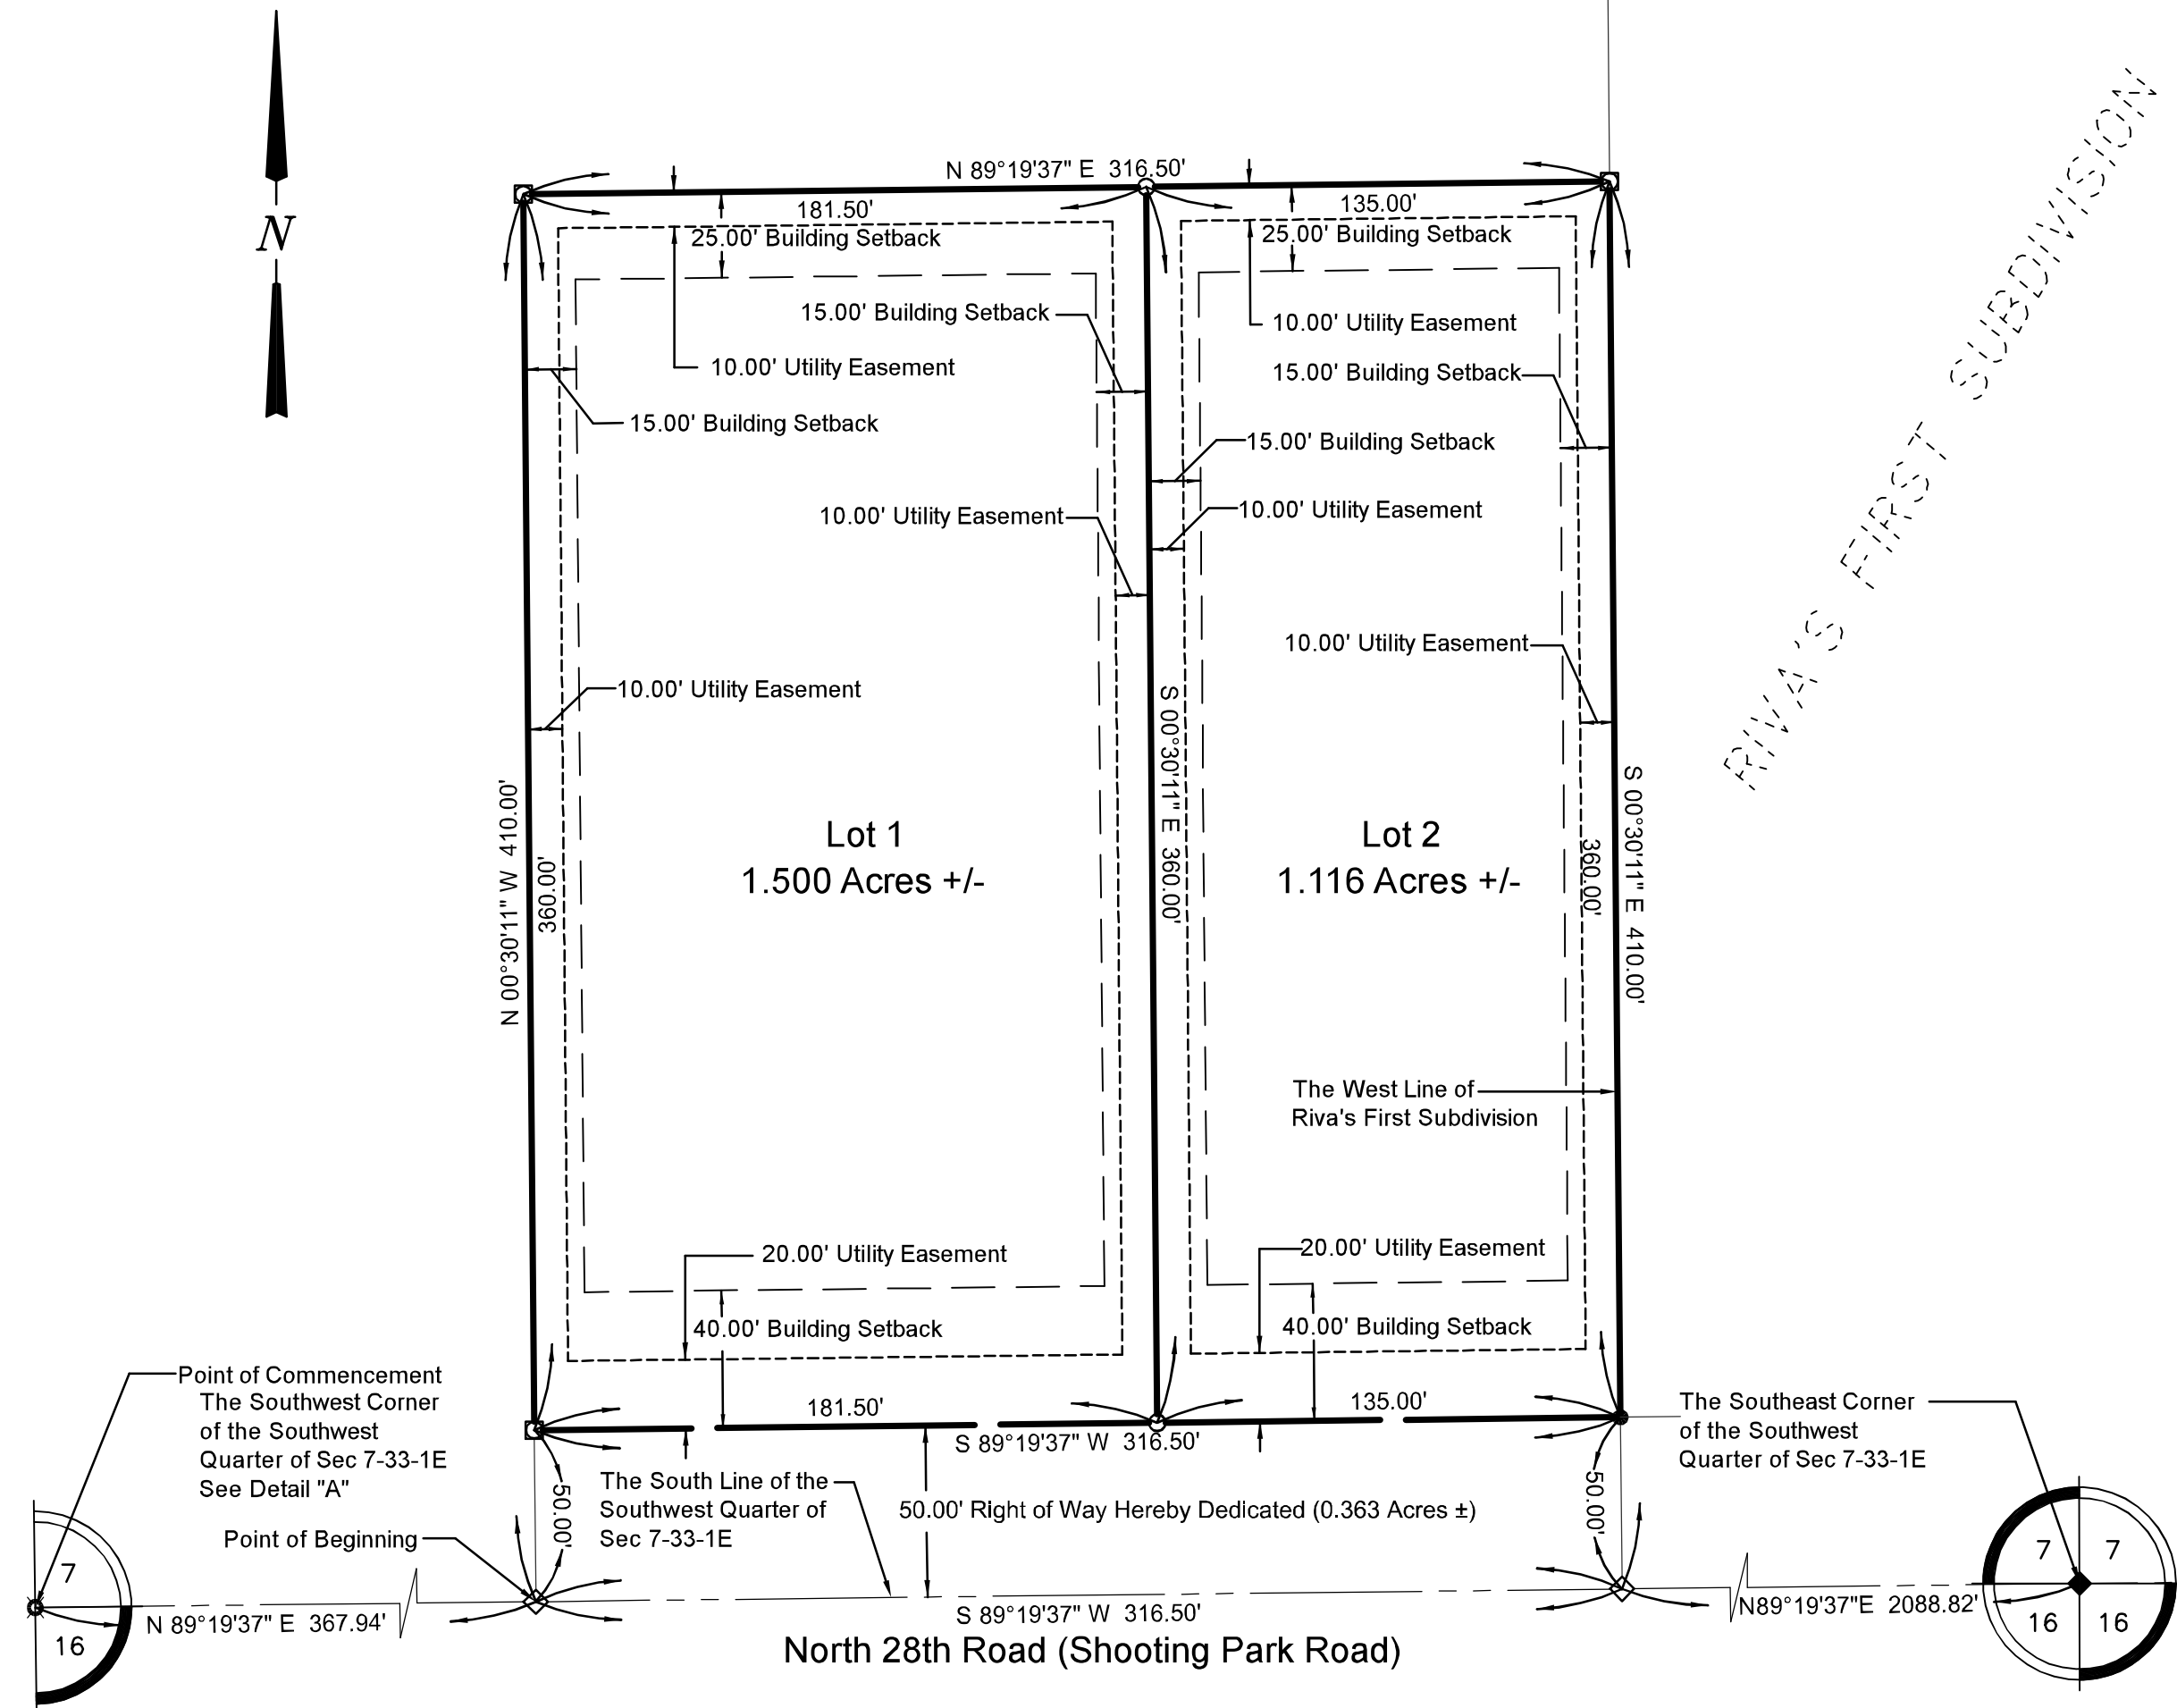 N
N 89°19'37" E 316.50'
181.50'
135.00'
25.00' Building Setback
25.00' Building Setback
15.00' Building Setback
10.00' Utility Easement
10.00' Utility Easement
15.00' Building Setback
15.00' Building Setback
15.00' Building Setback
10.00' Utility Easement
10.00' Utility Easement
10.00' Utility Easement
10.00' Utility Easement
RIVA'S FIRST SUBDIVISION
N 00°30'11" W 410.00'
360.00'
S 00°30'11" E 360.00'
360.00'
S 00°30'11" E 410.00'
Lot 1
1.500 Acres +/-
Lot 2
1.116 Acres +/-
The West Line of
Riva's First Subdivision
20.00' Utility Easement
20.00' Utility Easement
40.00' Building Setback
40.00' Building Setback
181.50'
135.00'
S 89°19'37" W 316.50'
Point of Commencement
The Southwest Corner
of the Southwest
Quarter of Sec 7-33-1E
See Detail "A"
Point of Beginning
The Southeast Corner
of the Southwest
Quarter of Sec 7-33-1E
50.00'
The South Line of the
Southwest Quarter of
Sec 7-33-1E
50.00' Right of Way Hereby Dedicated (0.363 Acres ±)
50.00'
7
16
N 89°19'37" E 367.94'
S 89°19'37" W 316.50'
N89°19'37"E 2088.82'
7 7
16 16
North 28th Road (Shooting Park Road)